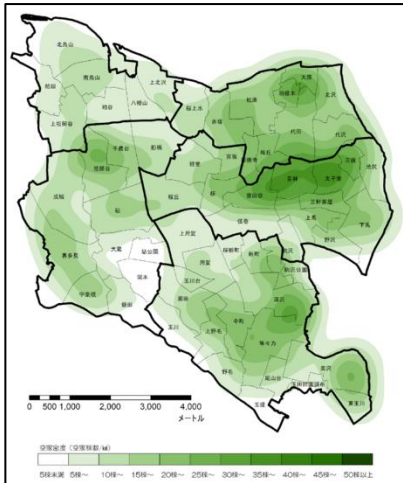 北烏山
南烏山
上北沢
給田
粕谷
八幡山
上祖師谷
桜上水
松原
大原
羽根木
北沢
赤堤
代田
代沢
千歳台
船橋
経堂
宮坂
豪徳寺
梅丘
祖師谷
成城
砧
桜丘
桜
世田谷
若林
太子堂
三宿
池尻
三軒茶屋
弦巻
上馬
下馬
野沢
喜多見
大蔵
砧公園
岡本
宇奈根
鎌田
上用賀
用賀
桜新町
新町
駒沢
駒沢公園
玉川台
瀬田
深沢
玉川
上野毛
中町
等々力
野毛
尾山台
玉堤
玉川田園調布
奥沢
東玉川
0 500 1,000 2,000 3,000 4,000
メートル
空家密度 (空家棟数/㎢)
5棟未満 5棟～ 10棟～ 15棟～ 20棟～ 25棟～ 30棟～ 35棟～ 40棟～ 45棟～ 50棟以上